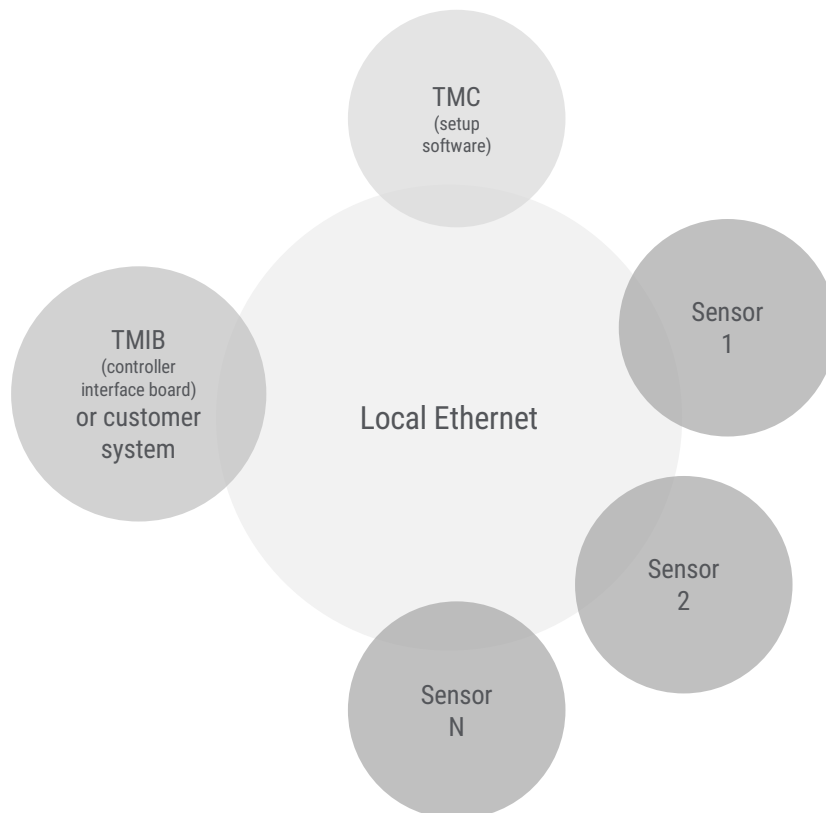 TMC
(setup
software)
Sensor
1
TMIB
(controller
interface board)
or customer
system
Local Ethernet
Sensor
2
Sensor
N